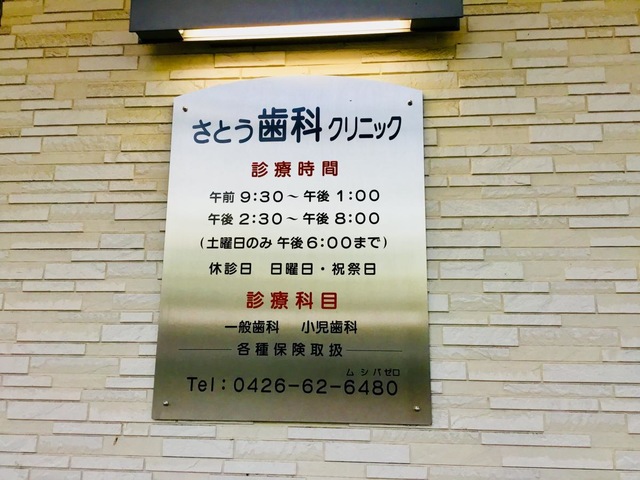 さとう歯科クリニック
診療時間
午前 9:30～午後 1:00
午後 2:30～午後 8:00
(土曜日のみ 午後6:00まで)
休診日 日曜日・祝祭日
診療科目
一般歯科 小児歯科
各種保険取扱
ムシバゼロ
Tel:0426-62-6480